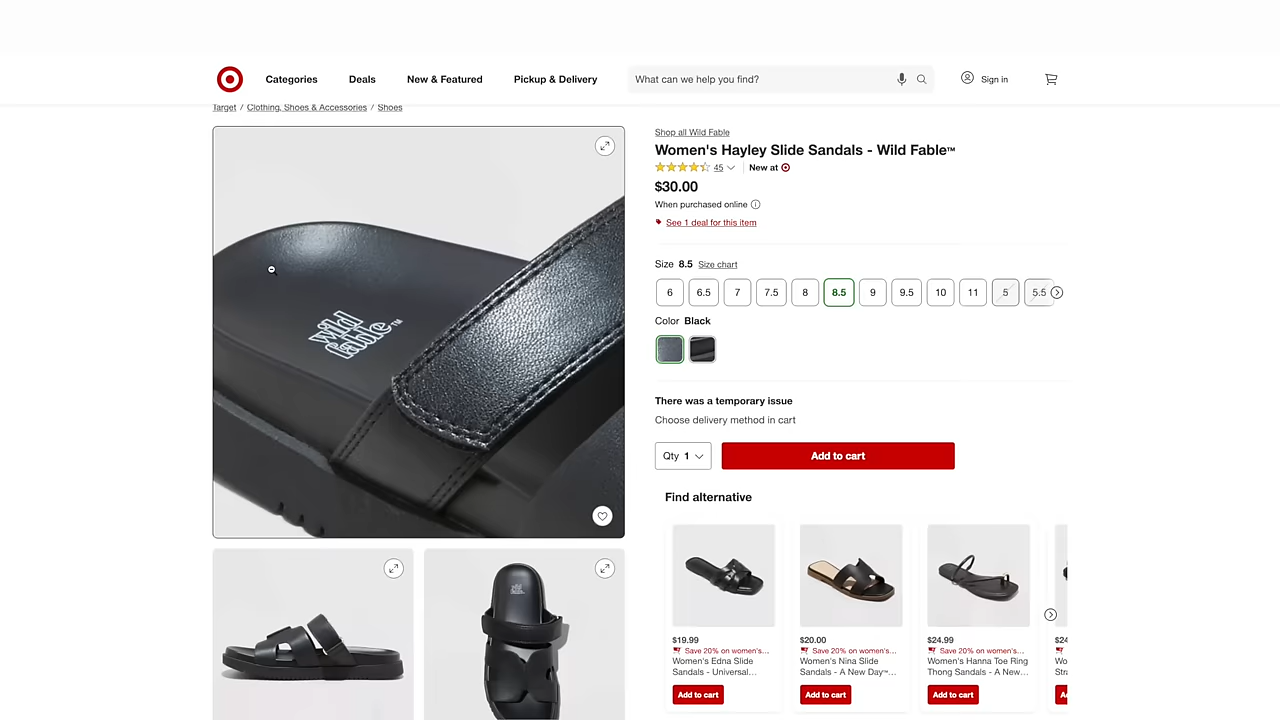 Categories
Deals
New & Featured
Pickup & Delivery
What can we help you find?
Sign in
Target / Clothing, Shoes & Accessories / Shoes
wild
fable™
Shop all Wild Fable
Women's Hayley Slide Sandals - Wild Fable™
45
New at
$30.00
When purchased online
See 1 deal for this item
Size 8.5 Size chart
6 6.5 7 7.5 8 8.5 9 9.5 10 11 5 5.5
Color Black
There was a temporary issue
Choose delivery method in cart
Qty 1
Add to cart
Find alternative
$19.99
Save 20% on women's...
Women's Edna Slide
Sandals - Universal...
Add to cart
$20.00
Save 20% on women's...
Women's Nina Slide
Sandals - A New Day™...
Add to cart
$24.99
Save 20% on women's...
Women's Hanna Toe Ring
Thong Sandals - A New...
Add to cart